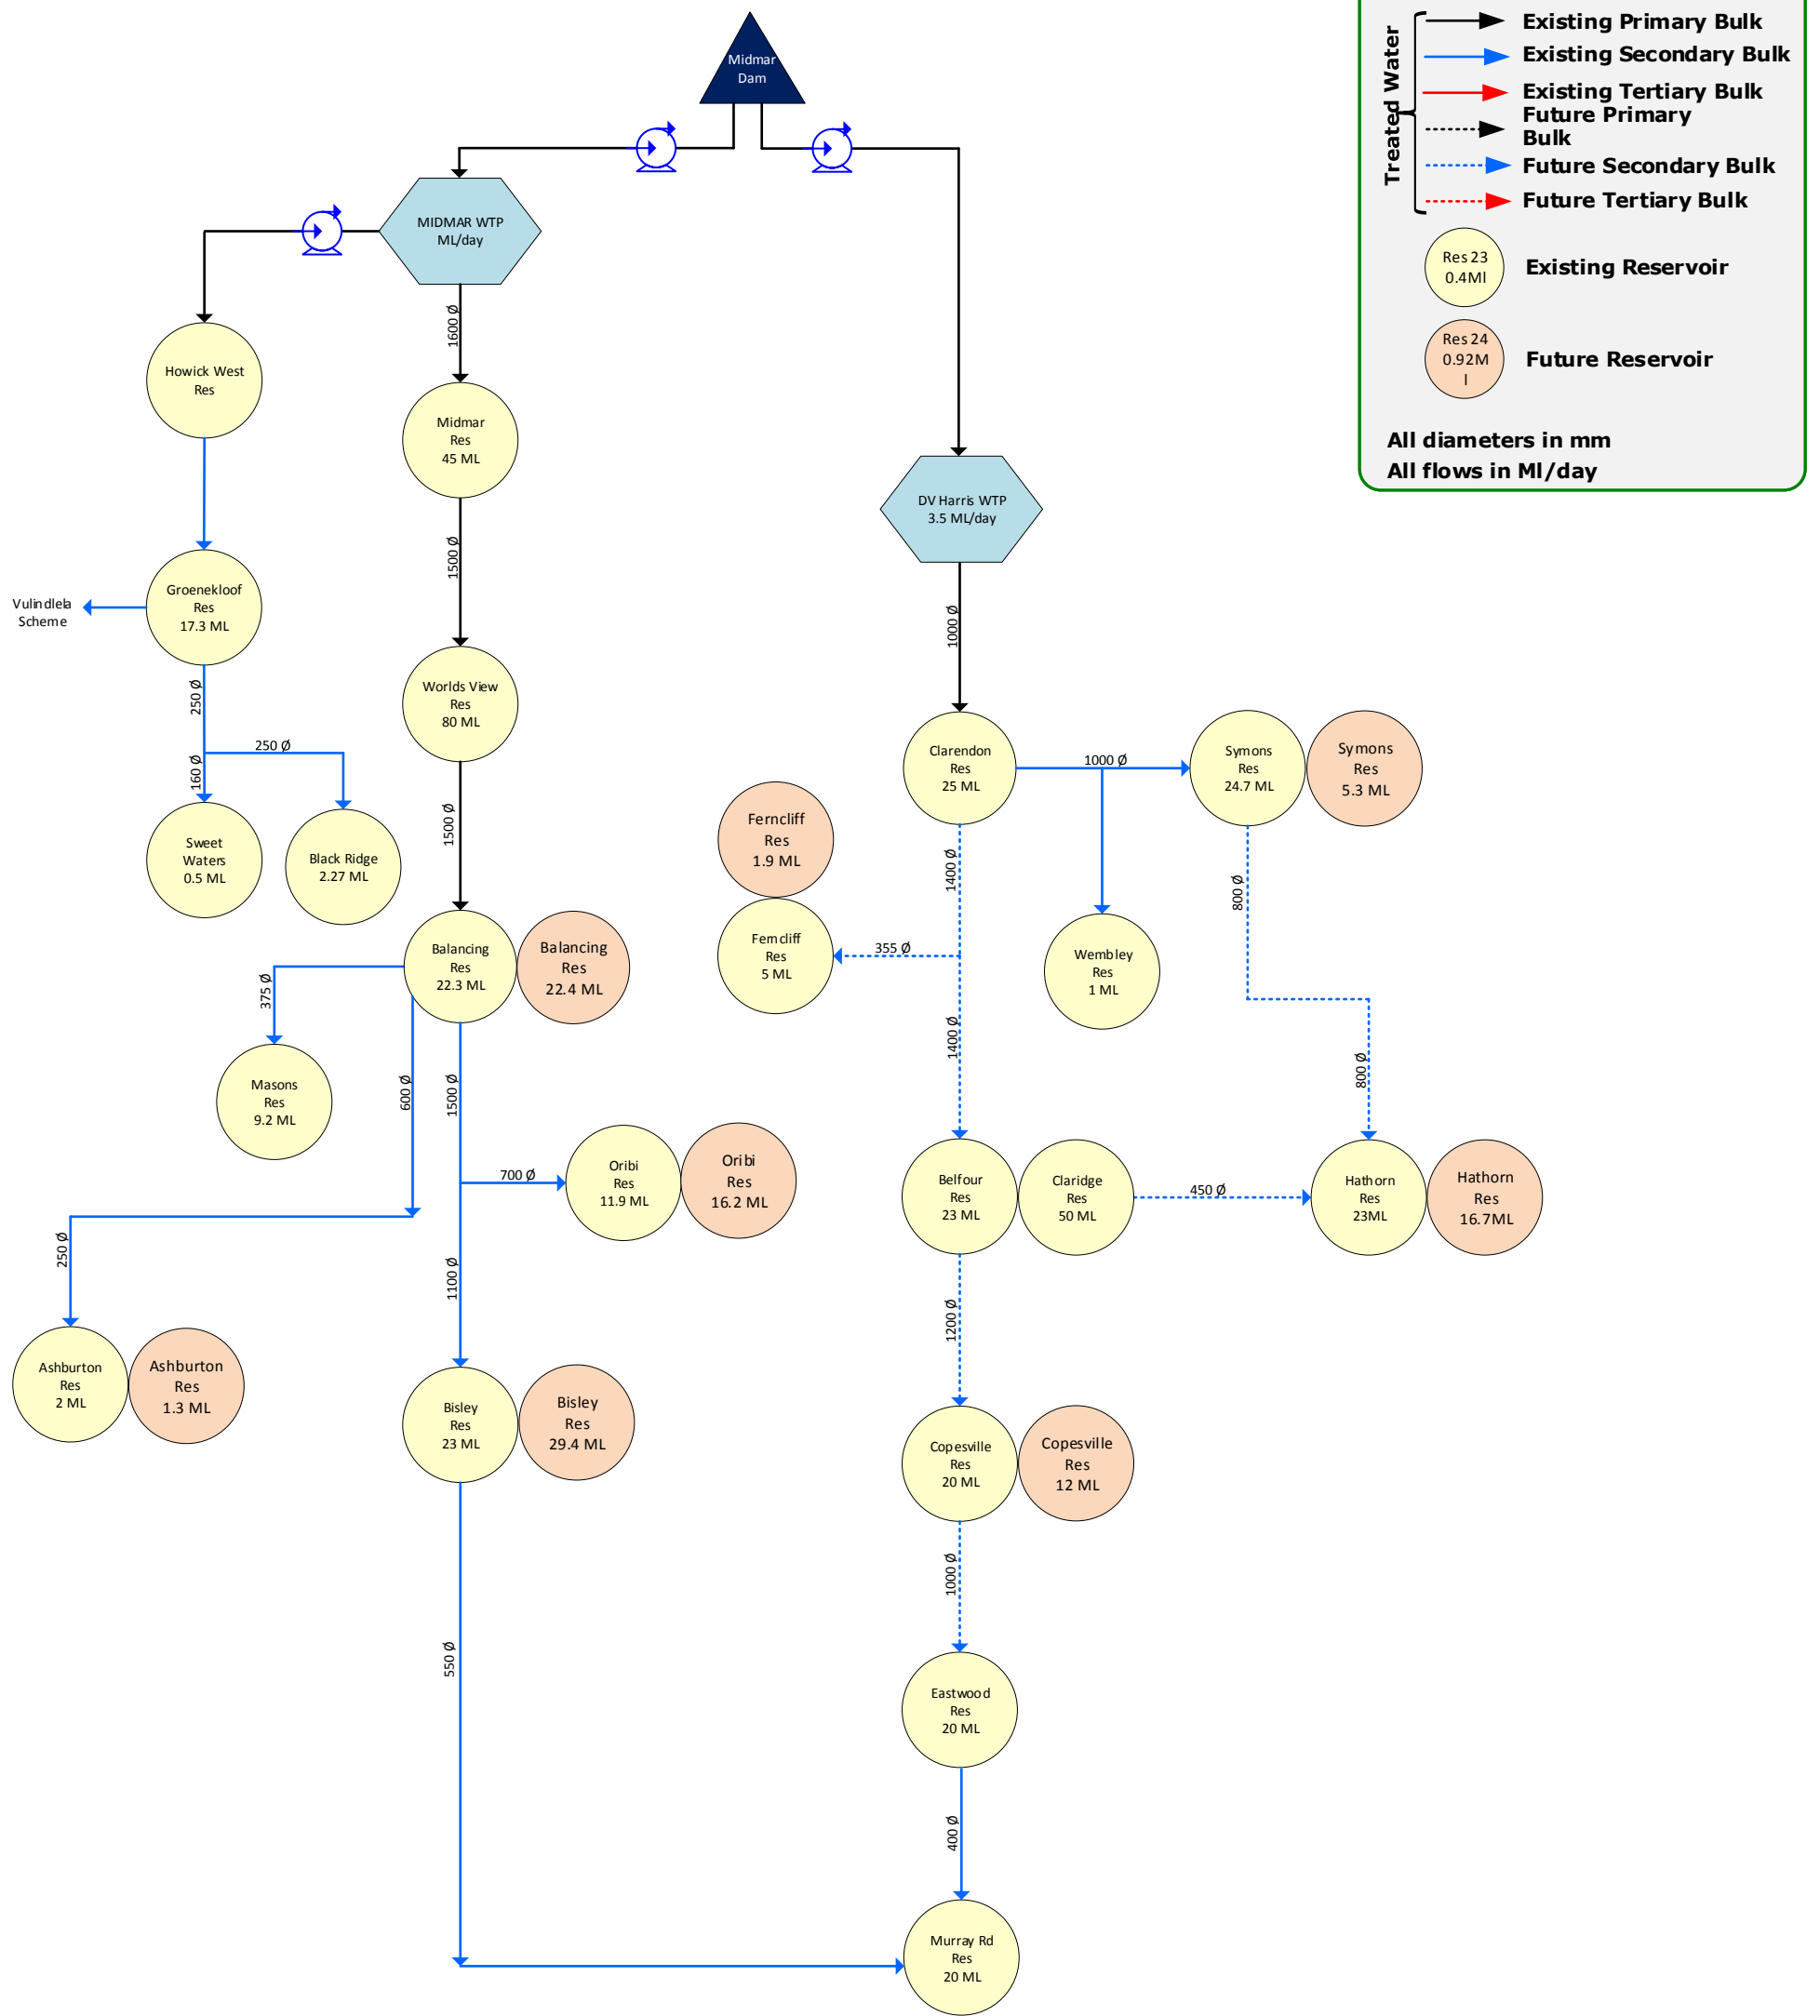 Midmar
Dam
Treated Water
Existing Primary Bulk
Existing Secondary Bulk
Existing Tertiary Bulk
Future Primary
Bulk
Future Secondary Bulk
Future Tertiary Bulk
Res 23
0.4Ml
Existing Reservoir
Res 24
0.92M
l
Future Reservoir
All diameters in mm
All flows in Ml/day
MIDMAR WTP
ML/day
1600 Ø
Howick West
Res
Midmar
Res
45 ML
DV Harris WTP
3.5 ML/day
1500 Ø
Vulindlela
Scheme
Groenekloof
Res
17.3 ML
1000 Ø
250 Ø
Worlds View
Res
80 ML
250 Ø
160 Ø
Sweet
Waters
0.5 ML
Black Ridge
2.27 ML
1500 Ø
Clarendon
Res
25 ML
1000 Ø
Symons
Res
24.7 ML
Symons
Res
5.3 ML
Ferncliff
Res
1.9 ML
1400 Ø
800 Ø
Ferncliff
Res
5 ML
355 Ø
Wembley
Res
1 ML
Balancing
Res
22.3 ML
Balancing
Res
22.4 ML
375 Ø
1400 Ø
800 Ø
Masons
Res
9.2 ML
600 Ø
1500 Ø
700 Ø
Oribi
Res
11.9 ML
Oribi
Res
16.2 ML
Belfour
Res
23 ML
Claridge
Res
50 ML
450 Ø
Hathorn
Res
23ML
Hathorn
Res
16.7ML
250 Ø
1100 Ø
1200 Ø
Ashburton
Res
2 ML
Ashburton
Res
1.3 ML
Bisley
Res
23 ML
Bisley
Res
29.4 ML
Copesville
Res
20 ML
Copesville
Res
12 ML
1000 Ø
550 Ø
Eastwood
Res
20 ML
400 Ø
Murray Rd
Res
20 ML